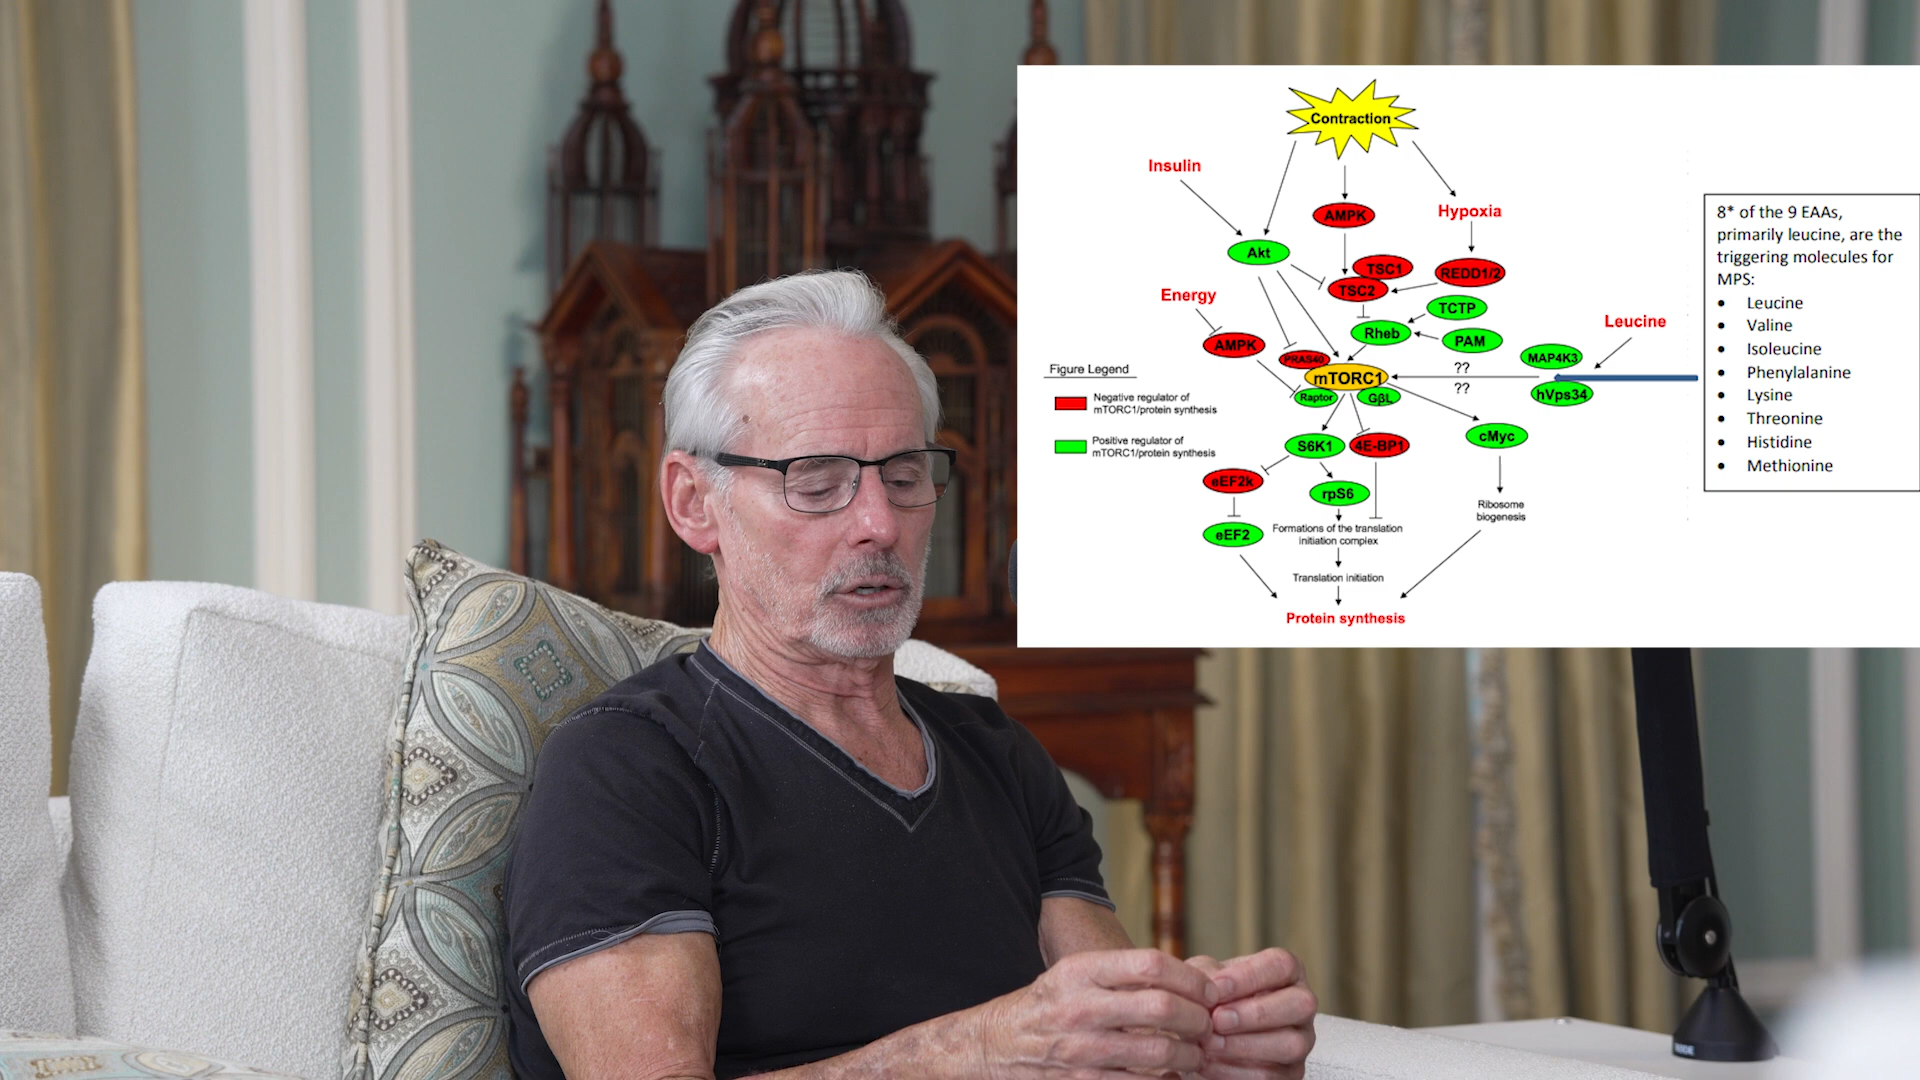 Contraction
Insulin
AMPK
Hypoxia
Akt
TSC1
TSC2
REDD1/2
Energy
TCTP
Rheb
PAM
AMPK
PRAS40
mTORC1
Raptor
GβL
??
??
Leucine
MAP4K3
hVps34
Figure Legend
Negative regulator of
mTORC1/protein synthesis
Positive regulator of
mTORC1/protein synthesis
S6K1
4E-BP1
cMyc
eEF2k
rpS6
eEF2
Formations of the translation
initiation complex
Ribosome
biogenesis
Translation initiation
Protein synthesis
8* of the 9 EAAs,
primarily leucine, are the
triggering molecules for
MPS:
• Leucine
• Valine
• Isoleucine
• Phenylalanine
• Lysine
• Threonine
• Histidine
• Methionine